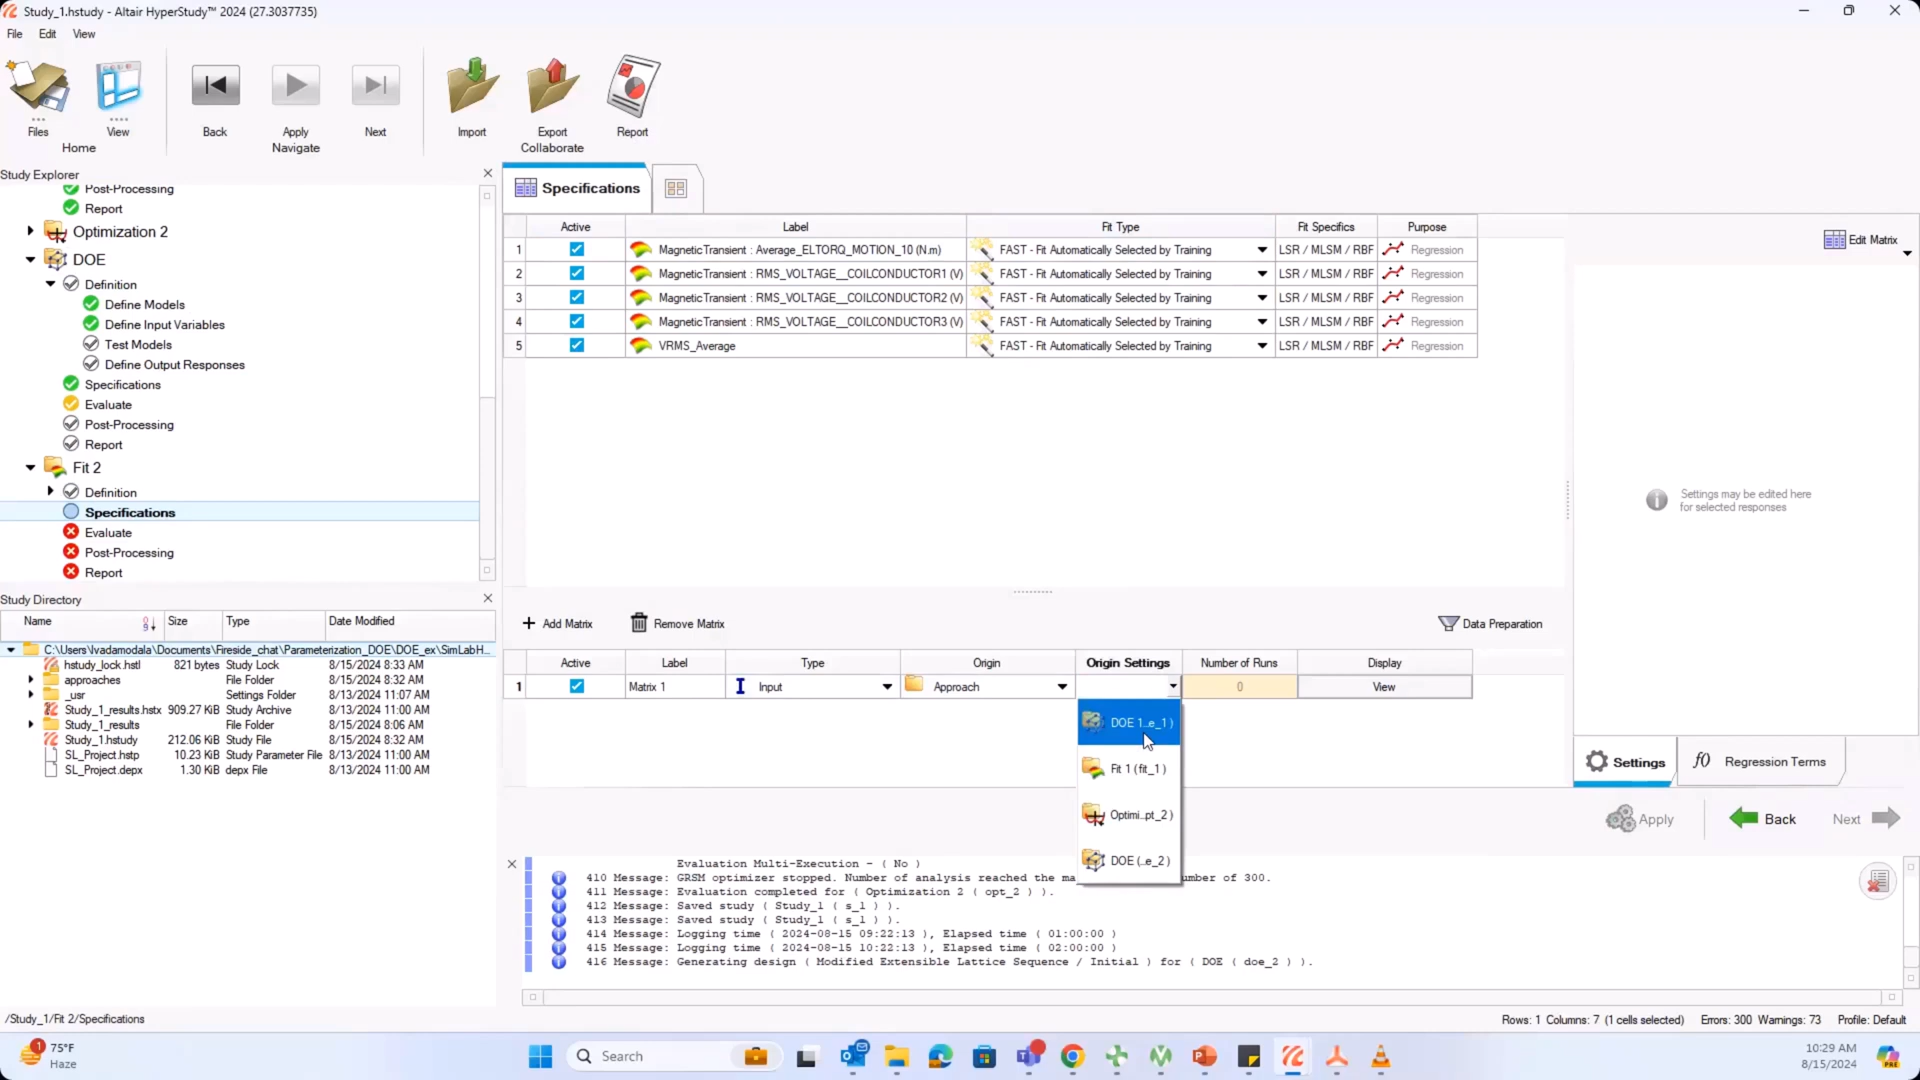 Study_1.hstudy - Altair HyperStudy™ 2024 (27.3037735)
File Edit View
Files View Back Apply Next Import Export Report
Home Navigate Collaborate
Study Explorer
Post-Processing
Report
Optimization 2
DOE
Definition
Define Models
Define Input Variables
Test Models
Define Output Responses
Specifications
Evaluate
Post-Processing
Report
Fit 2
Definition
Specifications
Evaluate
Post-Processing
Report
Specifications
Active Label Fit Type Fit Specifics Purpose
1 MagneticTransient : Average_ELTORQ_MOTION_10 (N.m) FAST - Fit Automatically Selected by Training LSR / MLSM / RBF Regression
2 MagneticTransient : RMS_VOLTAGE__COILCONDUCTOR1 (V) FAST - Fit Automatically Selected by Training LSR / MLSM / RBF Regression
3 MagneticTransient : RMS_VOLTAGE__COILCONDUCTOR2 (V) FAST - Fit Automatically Selected by Training LSR / MLSM / RBF Regression
4 MagneticTransient : RMS_VOLTAGE__COILCONDUCTOR3 (V) FAST - Fit Automatically Selected by Training LSR / MLSM / RBF Regression
5 VRMS_Average FAST - Fit Automatically Selected by Training LSR / MLSM / RBF Regression
Edit Matrix
Settings may be edited here
for selected responses
Study Directory
Name Size Type Date Modified
C:\Users\lvadamodala\Documents\Fireside_chat\Parameterization_DOE\DOE_ex\SimLabH...
hstudy_lock.hstl 821 bytes Study Lock 8/15/2024 8:33 AM
approaches File Folder 8/15/2024 8:32 AM
_usr Settings Folder 8/13/2024 11:07 AM
Study_1_results.hstx 909.27 KiB Study Archive 8/13/2024 11:00 AM
Study_1_results File Folder 8/15/2024 8:06 AM
Study_1.hstudy 212.06 KiB Study File 8/15/2024 8:32 AM
SL_Project.hstp 10.23 KiB Study Parameter File 8/13/2024 11:00 AM
SL_Project.depx 1.30 KiB depx File 8/13/2024 11:00 AM
Add Matrix Remove Matrix Data Preparation
Active Label Type Origin Origin Settings Number of Runs Display
1 Matrix 1 Input Approach 0 View
DOE 1...e_1 )
Fit 1 ( fit_1 )
Optimi...pt_2 )
DOE (...e_2 )
Settings f() Regression Terms
Apply Back Next
Evaluation Multi-Execution - ( No )
410 Message: GRSM optimizer stopped. Number of analysis reached the ma umber of 300.
411 Message: Evaluation completed for ( Optimization 2 ( opt_2 ) ).
412 Message: Saved study ( Study_1 ( s_1 ) ).
413 Message: Saved study ( Study_1 ( s_1 ) ).
414 Message: Logging time ( 2024-08-15 09:22:13 ), Elapsed time ( 01:00:00 )
415 Message: Logging time ( 2024-08-15 10:22:13 ), Elapsed time ( 02:00:00 )
416 Message: Generating design ( Modified Extensible Lattice Sequence / Initial ) for ( DOE ( doe_2 ) ).
/Study_1/Fit 2/Specifications
Rows: 1 Columns: 7 (1 cells selected) Errors: 300 Warnings: 73 Profile: Default
1
75°F
Haze
Search
10:29 AM
8/15/2024
PRE